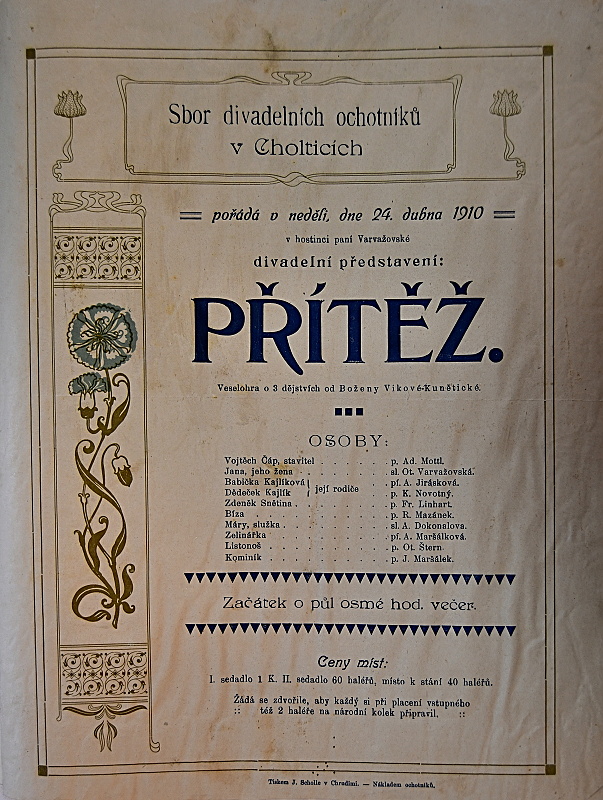 Sbor divadelních ochotníků
v Cholticích
pořádá v neděli, dne 24. dubna 1910
v hostinci paní Varvažovské
divadelní představení:
PŘÍTĚŽ.
Veselohra o 3 dějstvích od Boženy Vikové-Kunětické.
OSOBY:
Vojtěch Čáp, stavitel . . . . . . p. Ad. Mottl.
Jana, jeho žena . . . . . . . . sl. Ot. Varvažovská.
Babička Kajlíková } její rodiče . . pí. A. Jirásková.
Dědeček Kajlík } . . p. K. Novotný.
Zdeněk Snětina . . . . . . . . p. Fr. Linhart.
Bíza . . . . . . . . . . . p. R. Mazánek.
Máry, služka . . . . . . . . . sl. A. Dokonalova.
Zelinářka . . . . . . . . . . pí. A. Maršálková.
Listonoš . . . . . . . . . . p. Ot. Štern.
Kominík . . . . . . . . . . p. J. Maršálek.
Začátek o půl osmé hod. večer.
Ceny míst:
I. sedadlo 1 K. II. sedadlo 60 haléřů, místo k stání 40 haléřů.
Žádá se zdvořile, aby každý si při placení vstupného
:: též 2 haléře na národní kolek připravil. ::
Tiskem J. Scholle v Chrudimi. — Nákladem ochotníků.